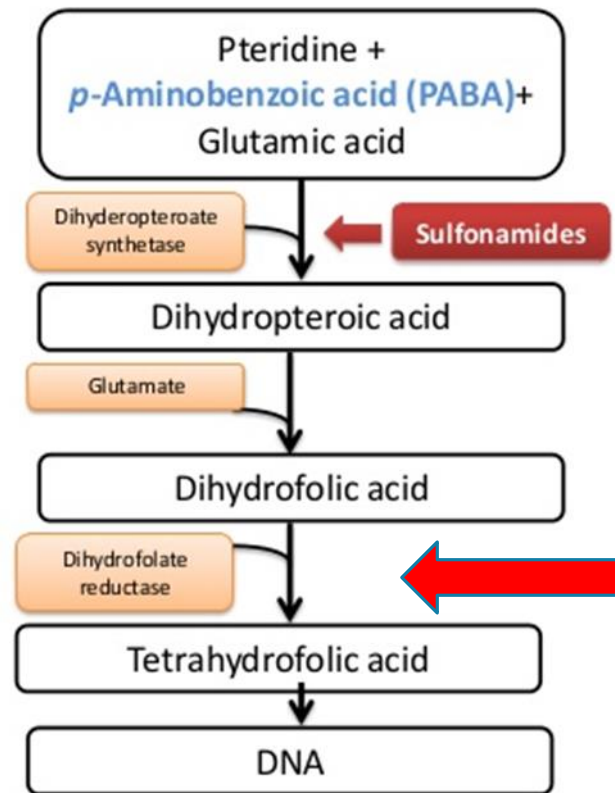 Pteridine +
p-Aminobenzoic acid (PABA)+
Glutamic acid
Dihyderopteroate
synthetase
Sulfonamides
Dihydropteroic acid
Glutamate
Dihydrofolic acid
Dihydrofolate
reductase
Tetrahydrofolic acid
DNA